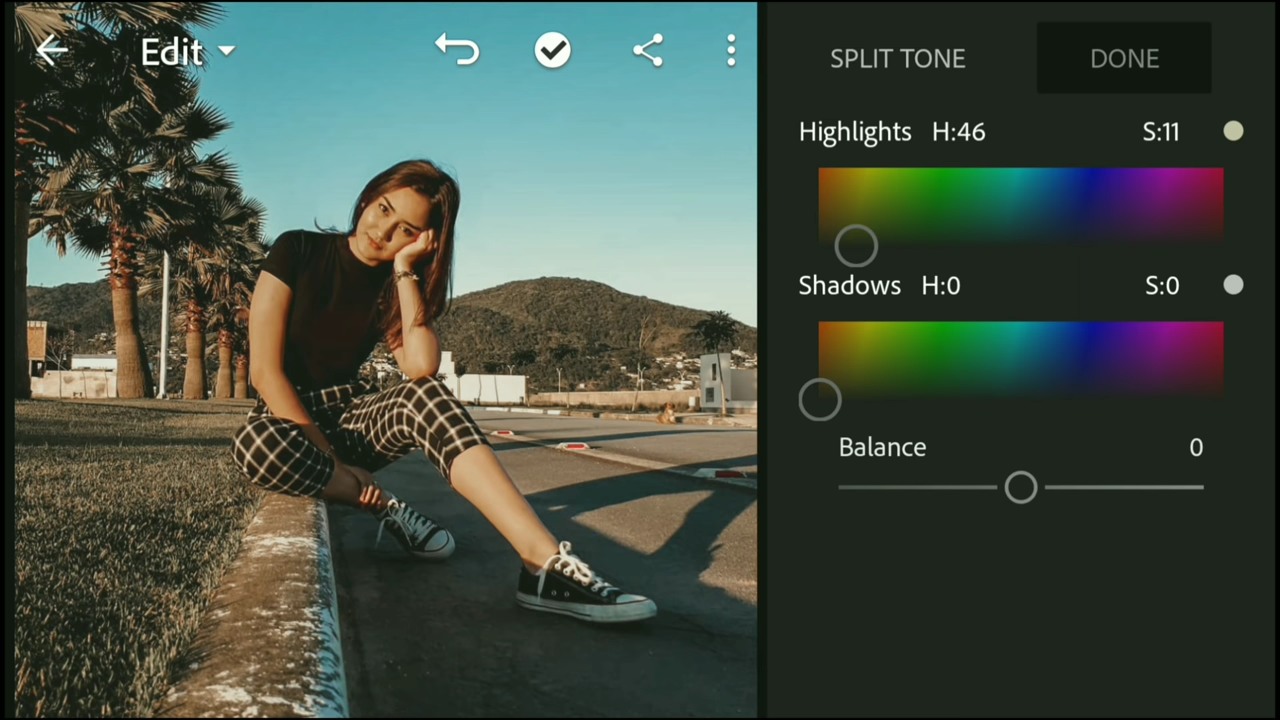 Edit
SPLIT TONE
DONE
Highlights H:46 S:11
Shadows H:0 S:0
Balance 0